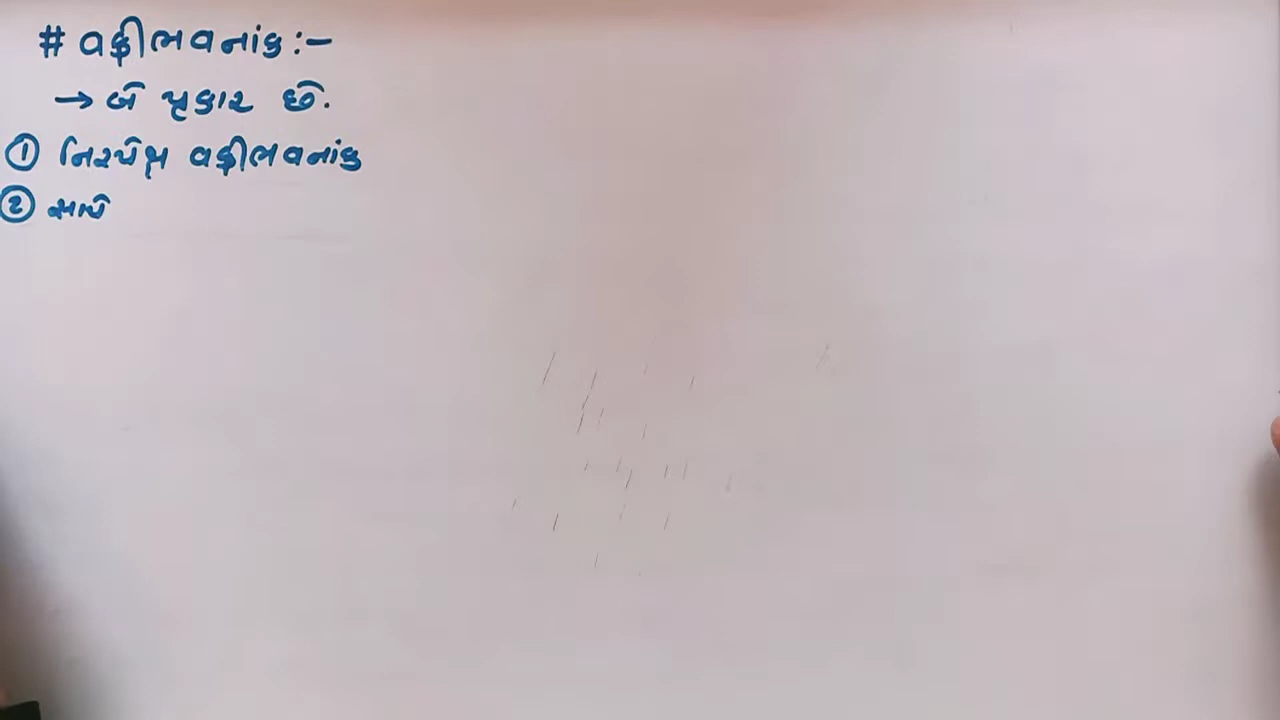 # વક્રીભવનાંક :-
→ બે પ્રકાર છે.
① નિરપેક્ષ વક્રીભવનાંક
② સાપે